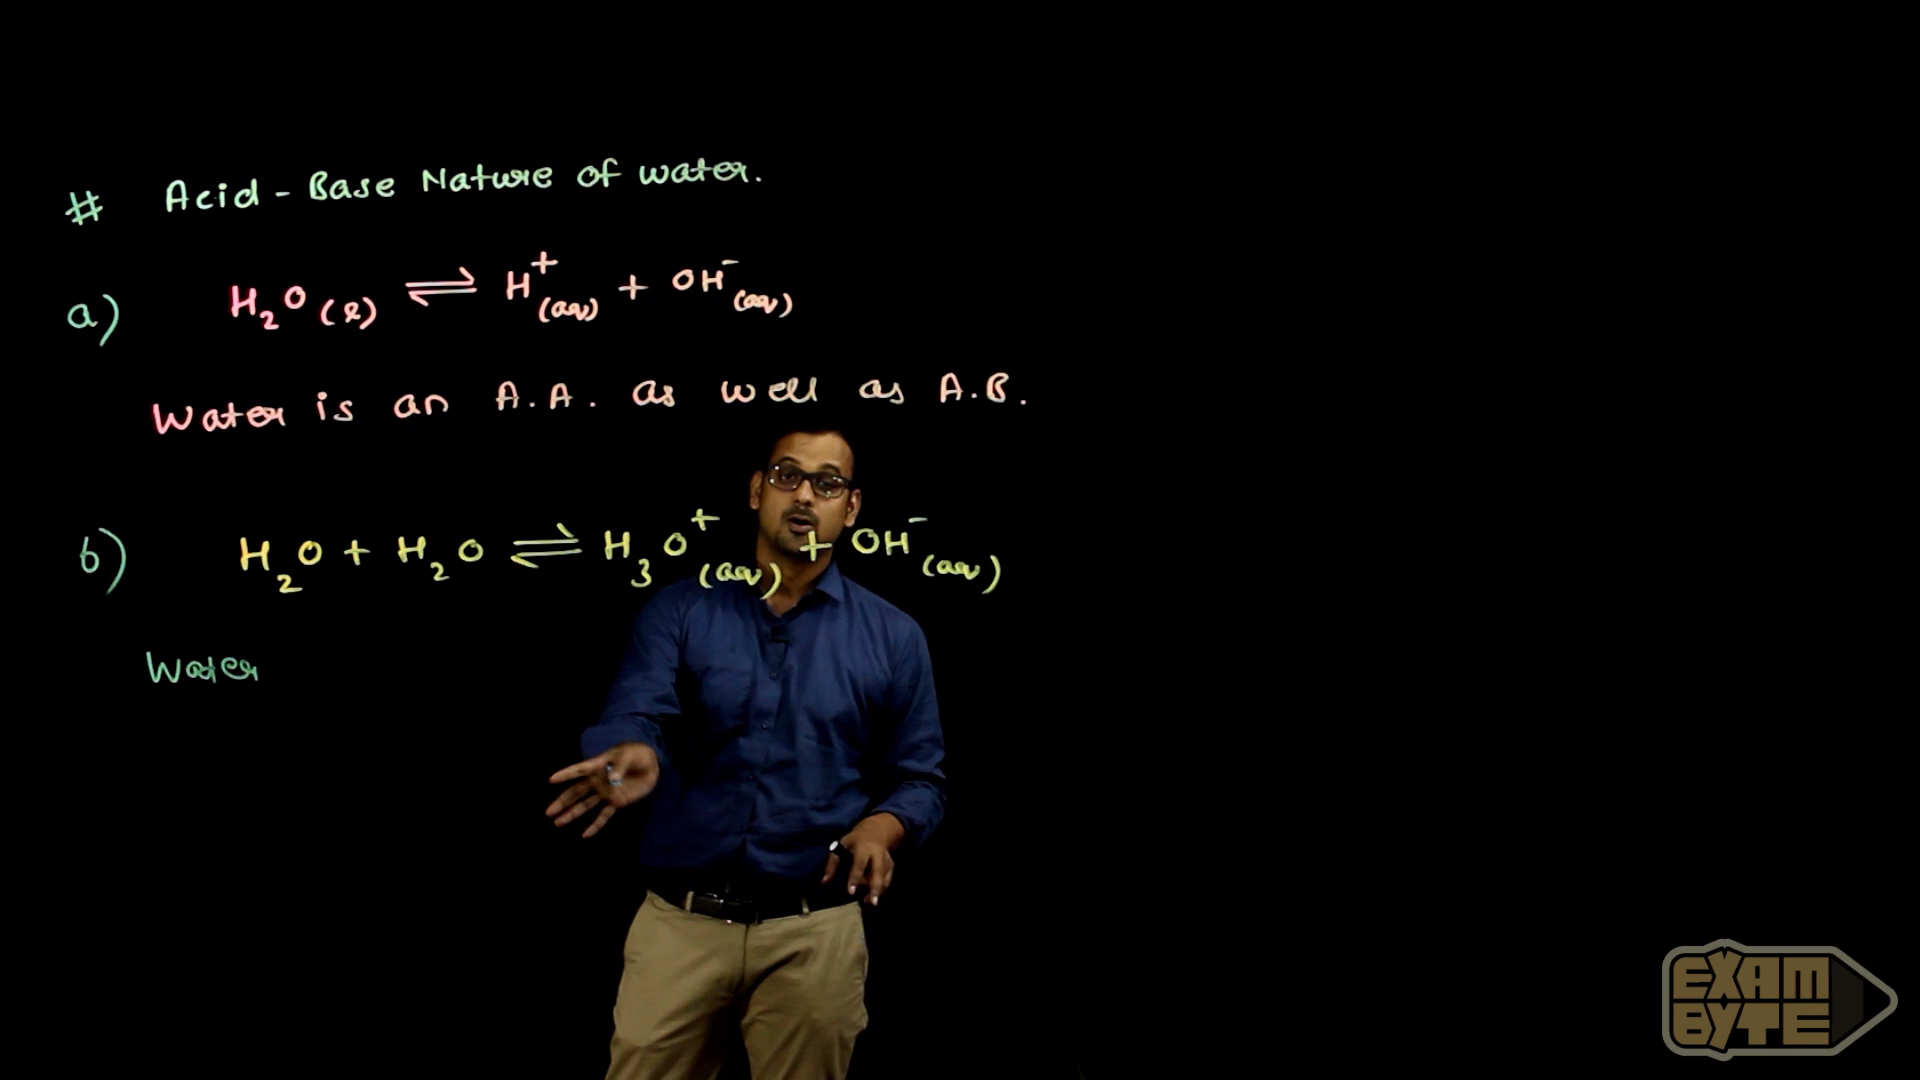 # Acid - Base Nature of water.
a) H₂O (l) ⇌ H⁺(aq) + OH⁻(aq)
Water is an A.A. as well as A.B.
b) H₂O + H₂O ⇌ H₃O⁺(aq) + OH⁻(aq)
Water
EXAM
BYTE